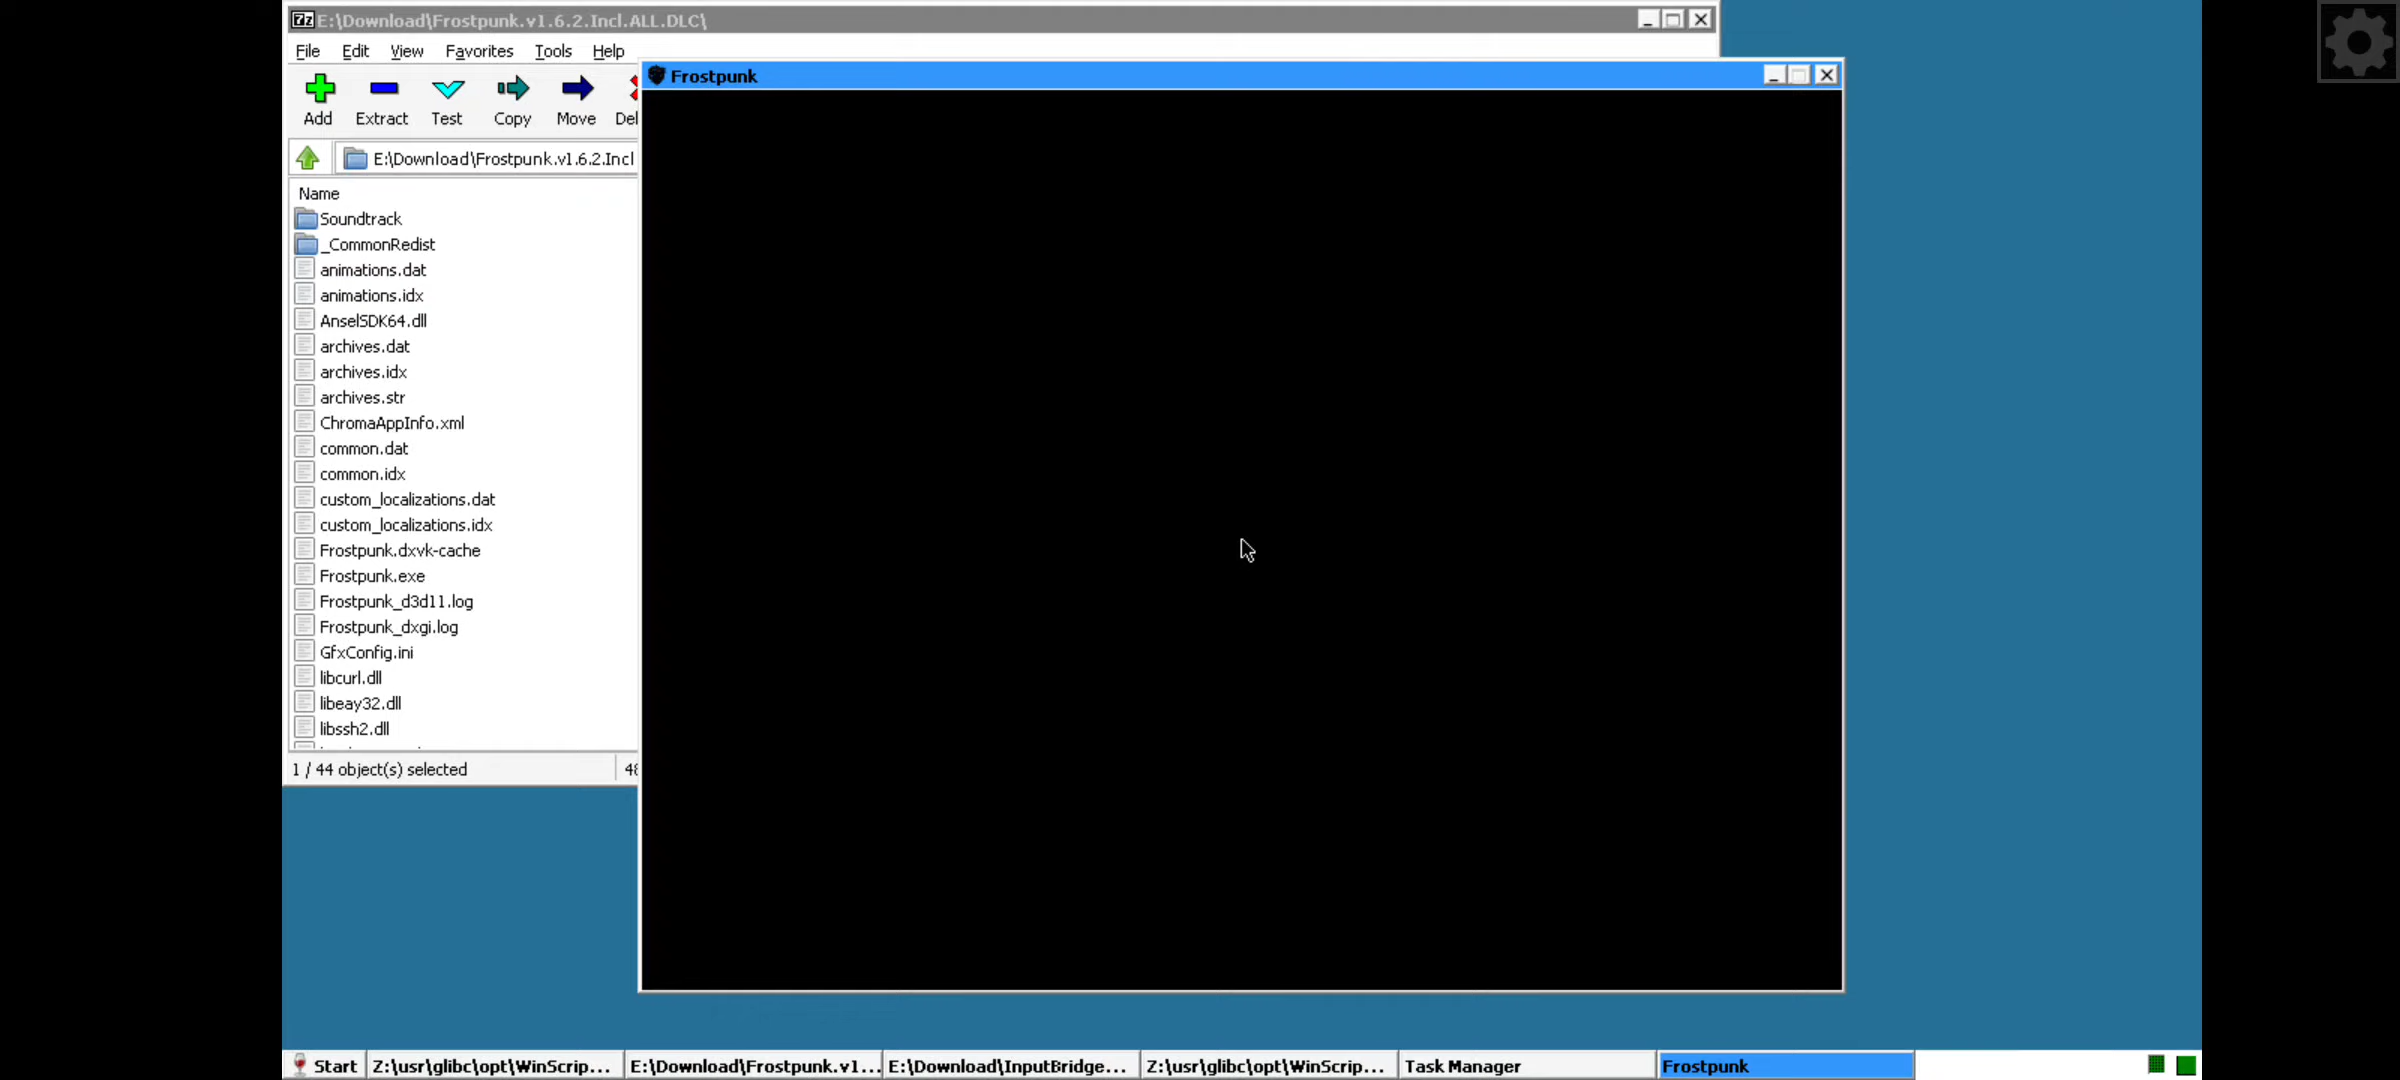 E:\Download\Frostpunk.v1.6.2.Incl.ALL.DLC\
File Edit View Favorites Tools Help
Frostpunk
Add Extract Test Copy Move
E:\Download\Frostpunk.v1.6.2.Incl
Name
Soundtrack
_CommonRedist
animations.dat
animations.idx
AnselSDK64.dll
archives.dat
archives.idx
archives.str
ChromaAppInfo.xml
common.dat
common.idx
custom_localizations.dat
custom_localizations.idx
Frostpunk.dxvk-cache
Frostpunk.exe
Frostpunk_d3d11.log
Frostpunk_dxgi.log
GfxConfig.ini
libcurl.dll
libeay32.dll
libssh2.dll
1 / 44 object(s) selected
Start Z:\usr\glibc\opt\WinScrip... E:\Download\Frostpunk.v1... E:\Download\InputBridge... Z:\usr\glibc\opt\WinScrip... Task Manager Frostpunk